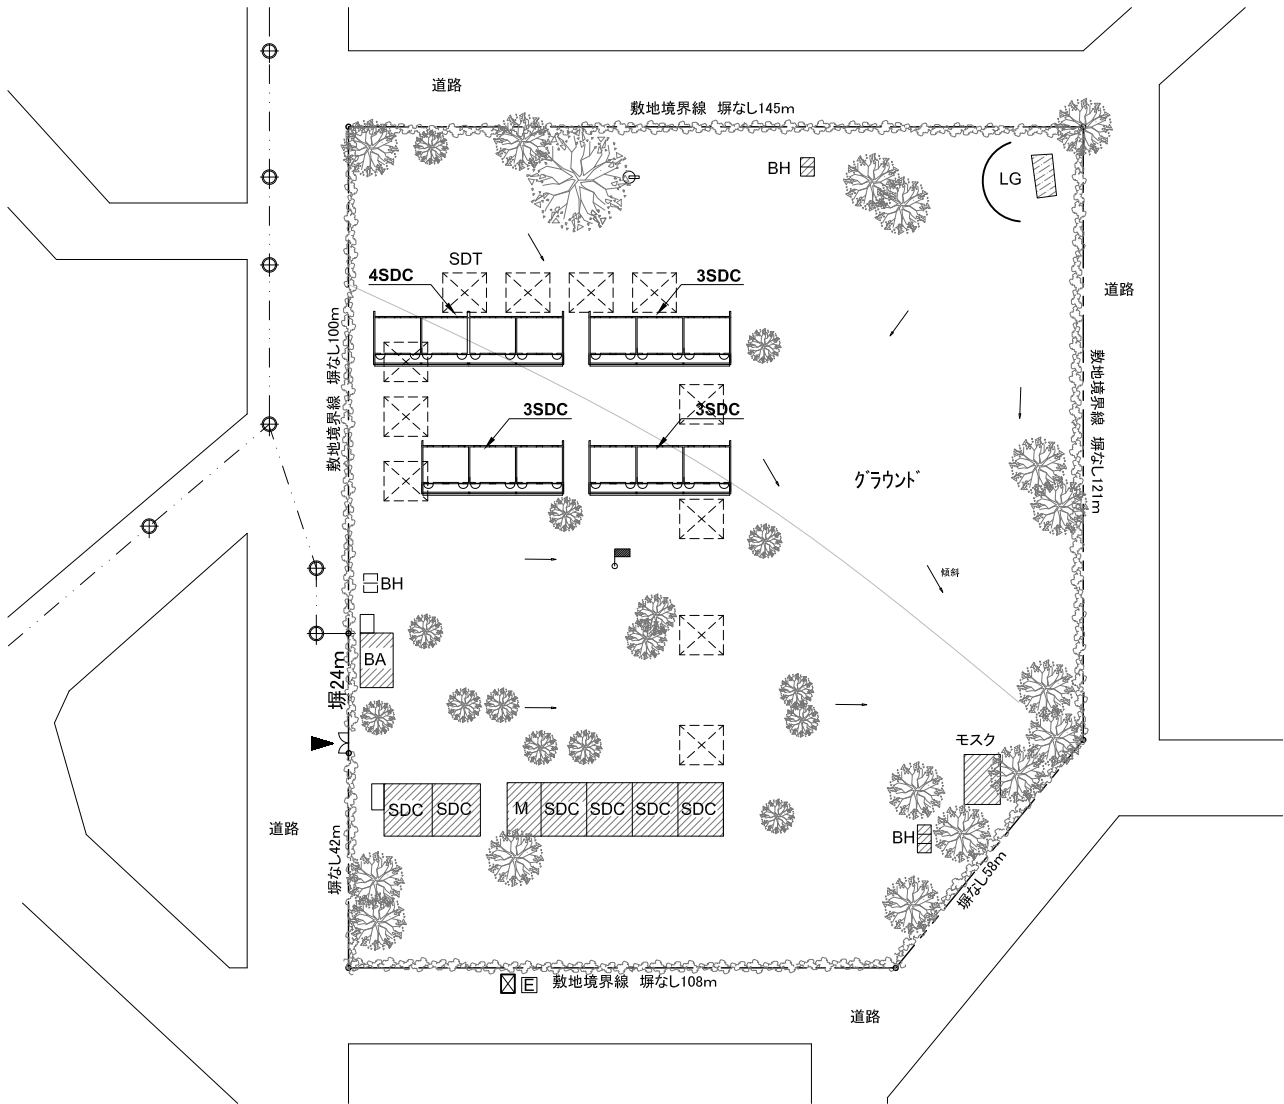 道路
敷地境界線 塀なし145m
BH
LG
SDT
4SDC
3SDC
道路
敷地境界線 塀なし100m
敷地境界線 塀なし121m
3SDC
3SDC
グラウンド
傾斜
BH
BA
塀24m
モスク
SDC
SDC
M
SDC
SDC
SDC
SDC
道路
BH
塀なし42m
塀なし58m
E
敷地境界線 塀なし108m
道路